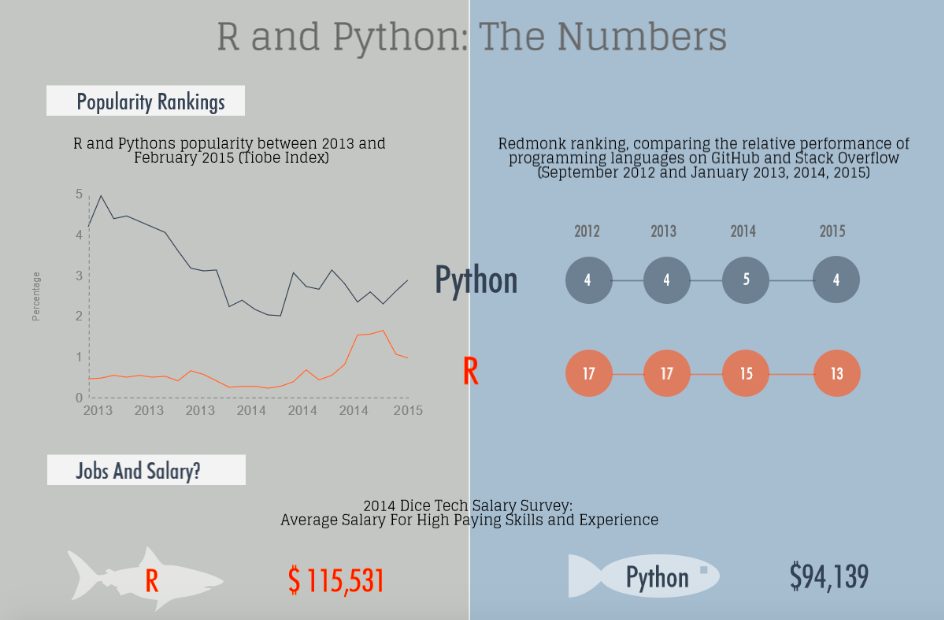 R and Python: The Numbers
Popularity Rankings
R and Pythons popularity between 2013 and
February 2015 (Tiobe Index)
5
4
3
2
1
0
Percentage
2013 2013 2013 2014 2014 2014 2015
Redmonk ranking, comparing the relative performance of
programming languages on GitHub and Stack Overflow
(September 2012 and January 2013, 2014, 2015)
2012 2013 2014 2015
Python 4 4 5 4
R 17 17 15 13
Jobs And Salary?
2014 Dice Tech Salary Survey:
Average Salary For High Paying Skills and Experience
R $ 115,531
Python $94,139